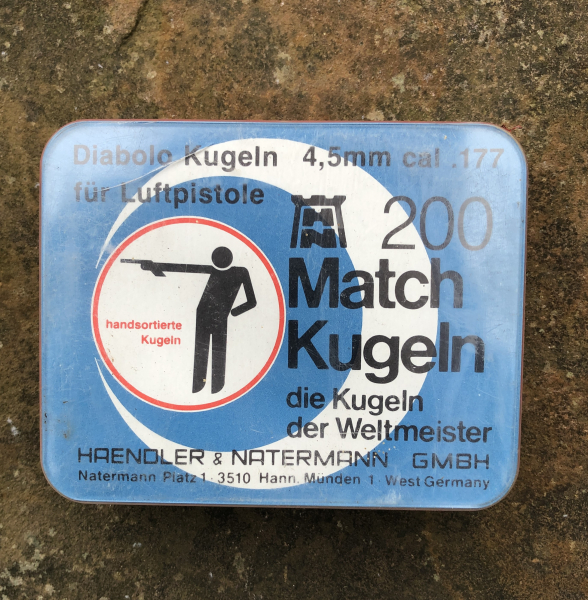 Diabolo Kugeln 4,5mm cal .177
für Luftpistole
HN 200
Match
Kugeln
handsortierte
Kugeln
die Kugeln
der Weltmeister
HAENDLER & NATERMANN GMBH
Natermann Platz 1 · 3510 Hann. Münden 1 · West Germany